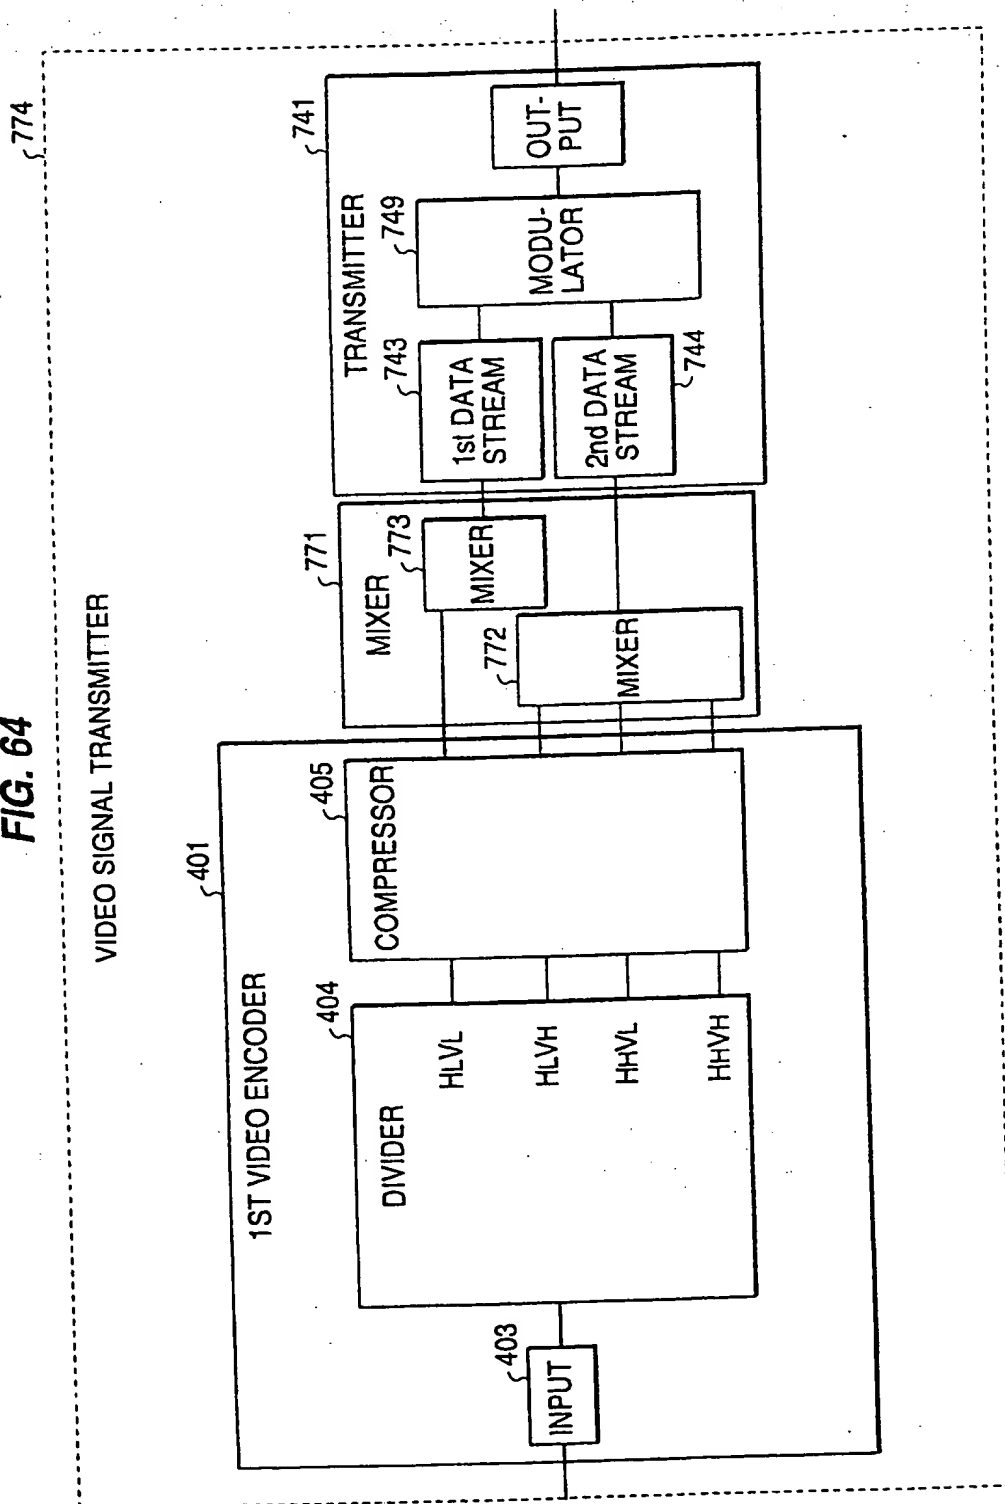 FIG. 64
VIDEO SIGNAL TRANSMITTER
774
401
1ST VIDEO ENCODER
403
INPUT
404
DIVIDER
HLVL
HLVH
HHVL
HHVH
405
COMPRESSOR
771
MIXER
772
MIXER
773
MIXER
741
TRANSMITTER
743
1st DATA
STREAM
2nd DATA
STREAM
744
749
MODU-
LATOR
OUT-
PUT